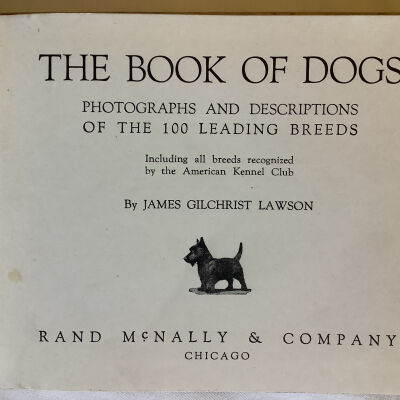 THE BOOK OF DOGS
PHOTOGRAPHS AND DESCRIPTIONS
OF THE 100 LEADING BREEDS
Including all breeds recognized
by the American Kennel Club
By JAMES GILCHRIST LAWSON
RAND McNALLY & COMPANY
CHICAGO